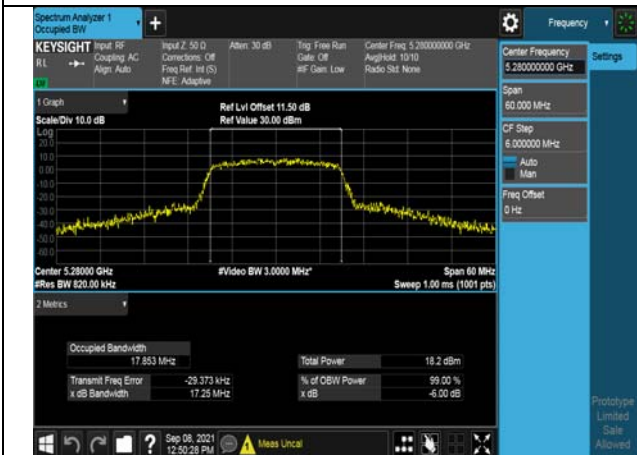 Spectrum Analyzer 1
Occupied BW
Frequency
KEYSIGHT
RL
Input: RF
Coupling: AC
Align: Auto
Input Z: 50 Ω
Corrections: Off
Freq Ref: Int (S)
NFE: Adaptive
Atten: 30 dB
Trig: Free Run
Gate: Off
#IF Gain: Low
Center Freq: 5.280000000 GHz
Avg|Hold: 10/10
Radio Std: None
Center Frequency
5.280000000 GHz
Settings
Span
60.000 MHz
CF Step
6.000000 MHz
Auto
Man
Freq Offset
0 Hz
1 Graph
Scale/Div 10.0 dB
Ref Lvl Offset 11.50 dB
Ref Value 30.00 dBm
Log
20.0
10.0
0.00
-10.0
-20.0
-30.0
-40.0
-50.0
-60.0
Center 5.28000 GHz
#Res BW 820.00 kHz
#Video BW 3.0000 MHz*
Span 60 MHz
Sweep 1.00 ms (1001 pts)
2 Metrics
Occupied Bandwidth
17.853 MHz
Total Power 18.2 dBm
Transmit Freq Error -29.373 kHz
% of OBW Power 99.00 %
x dB Bandwidth 17.25 MHz
x dB -6.00 dB
Prototype
Limited
Sale
Allowed
Sep 08, 2021
12:50:28 PM
Meas Uncal